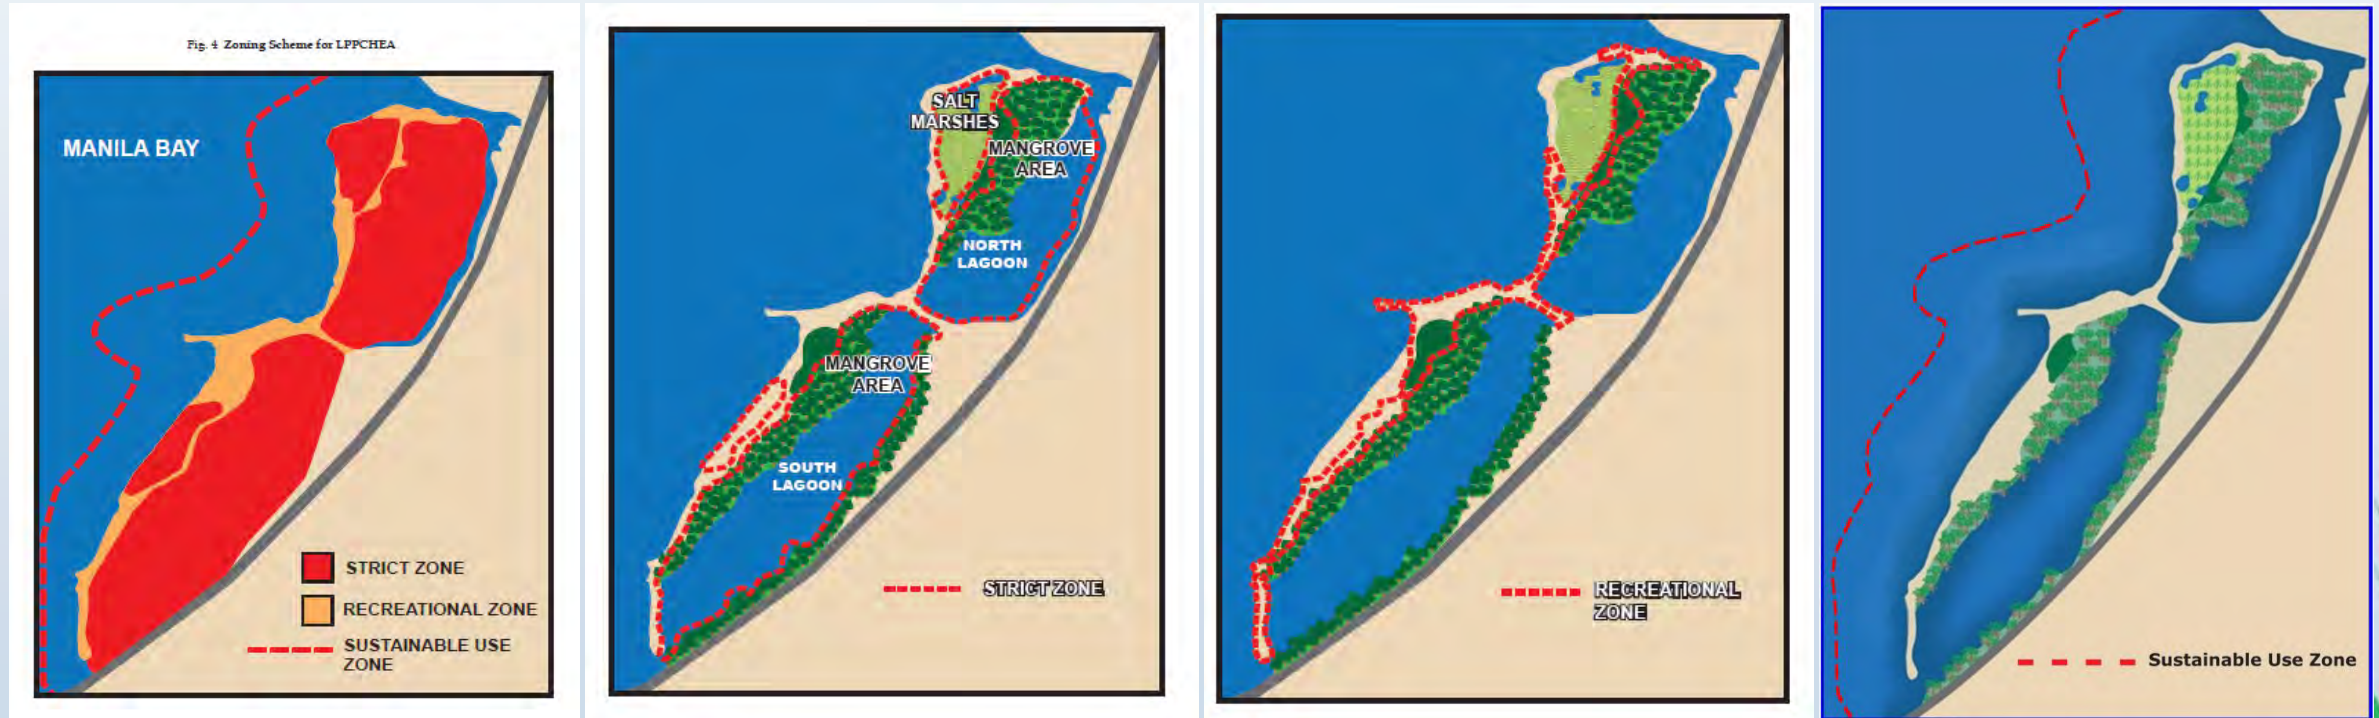 Fig. 4 Zoning Scheme for LPPCHEA
MANILA BAY
STRICT ZONE
RECREATIONAL ZONE
SUSTAINABLE USE
ZONE
SALT
MARSHES
MANGROVE
AREA
NORTH
LAGOON
MANGROVE
AREA
SOUTH
LAGOON
STRICT ZONE
RECREATIONAL
ZONE
Sustainable Use Zone